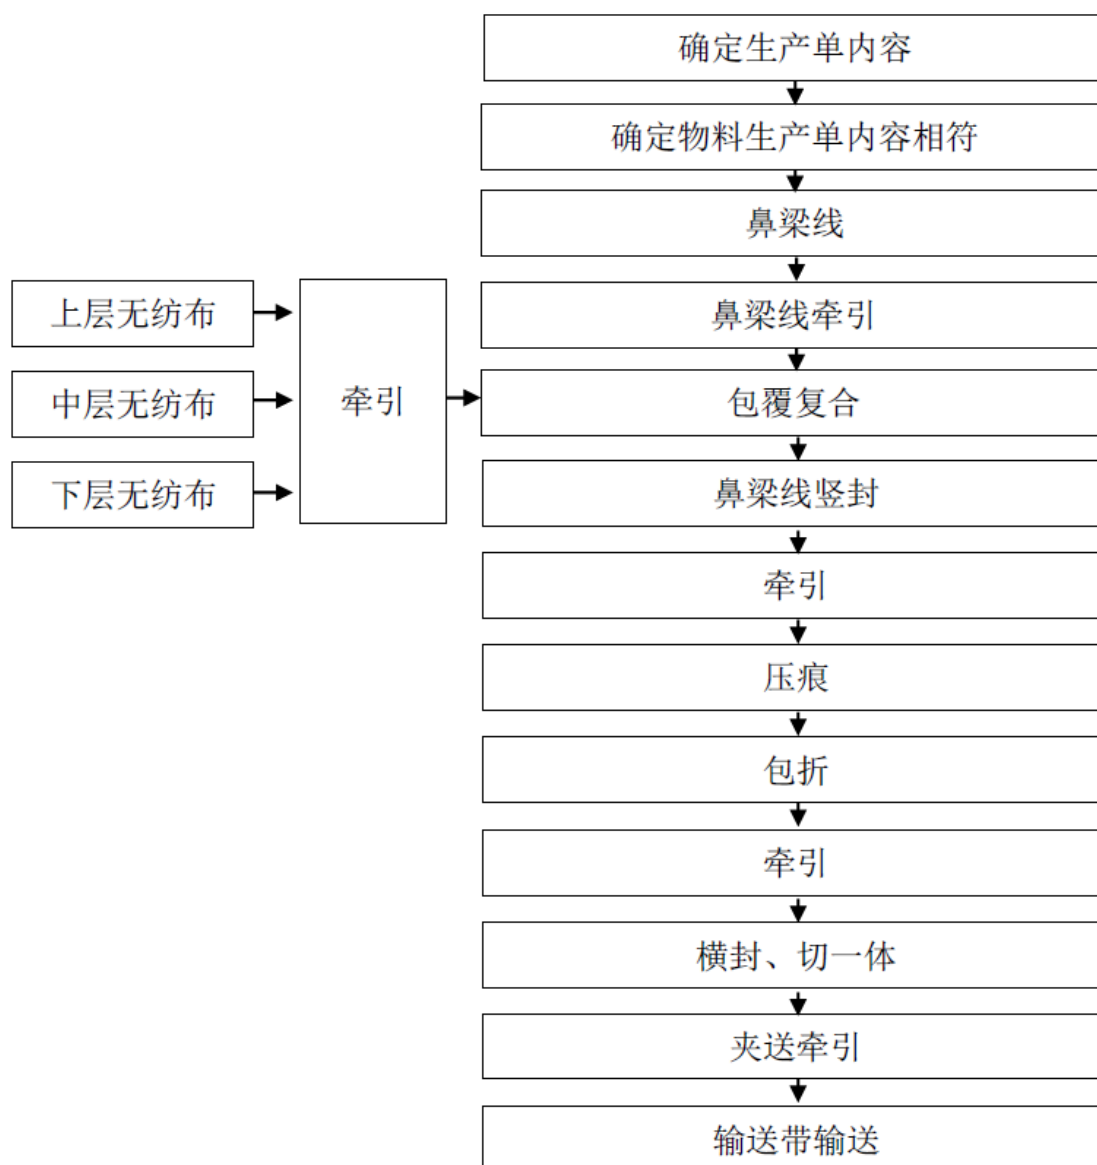 确定生产单内容
确定物料生产单内容相符
鼻梁线
鼻梁线牵引
上层无纺布
中层无纺布
下层无纺布
牵引
包覆复合
鼻梁线竖封
牵引
压痕
包折
牵引
横封、切一体
夹送牵引
输送带输送